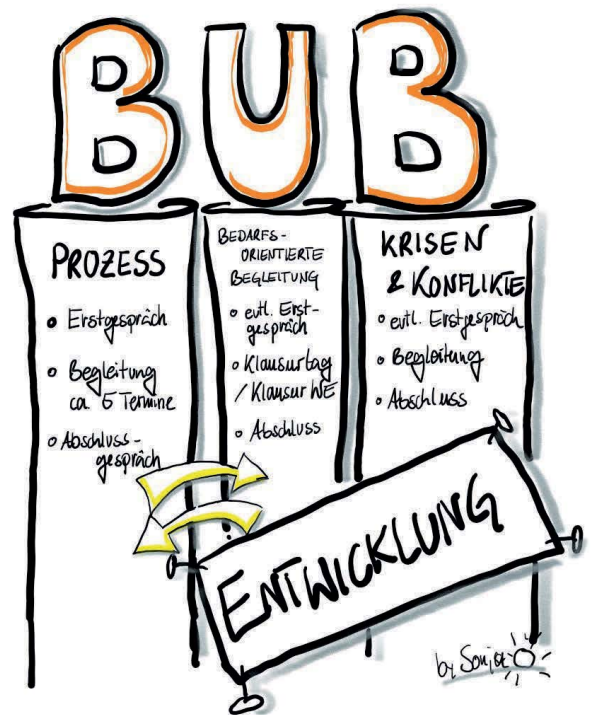 BUB
PROZESS
• Erstgespräch
• Begleitung
ca. 5 Termine
• Abschluss-
gespräch
BEDARFS-
ORIENTIERTE
BEGLEITUNG
• evtl. Erst-
gespräch
• Klausurtag
/ Klausur WE
• Abschluss
KRISEN
& KONFLIKTE
• evtl. Erstgespräch
• Begleitung
• Abschluss
ENTWICKLUNG
by Sonja